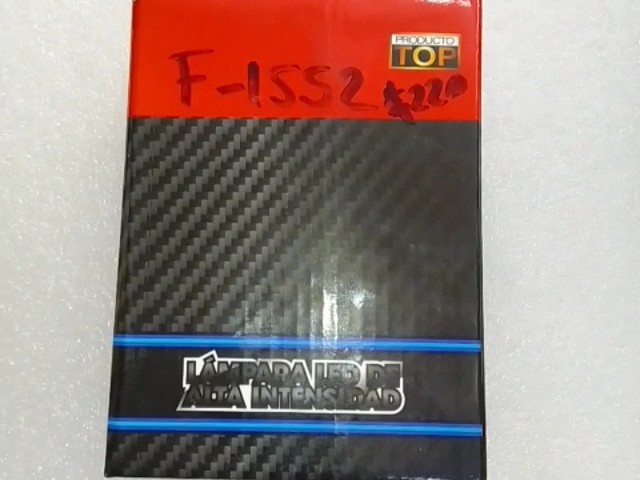 PRODUCTO
TOP
F-1552 $220
LÁMPARA LED DE
ALTA INTENSIDAD